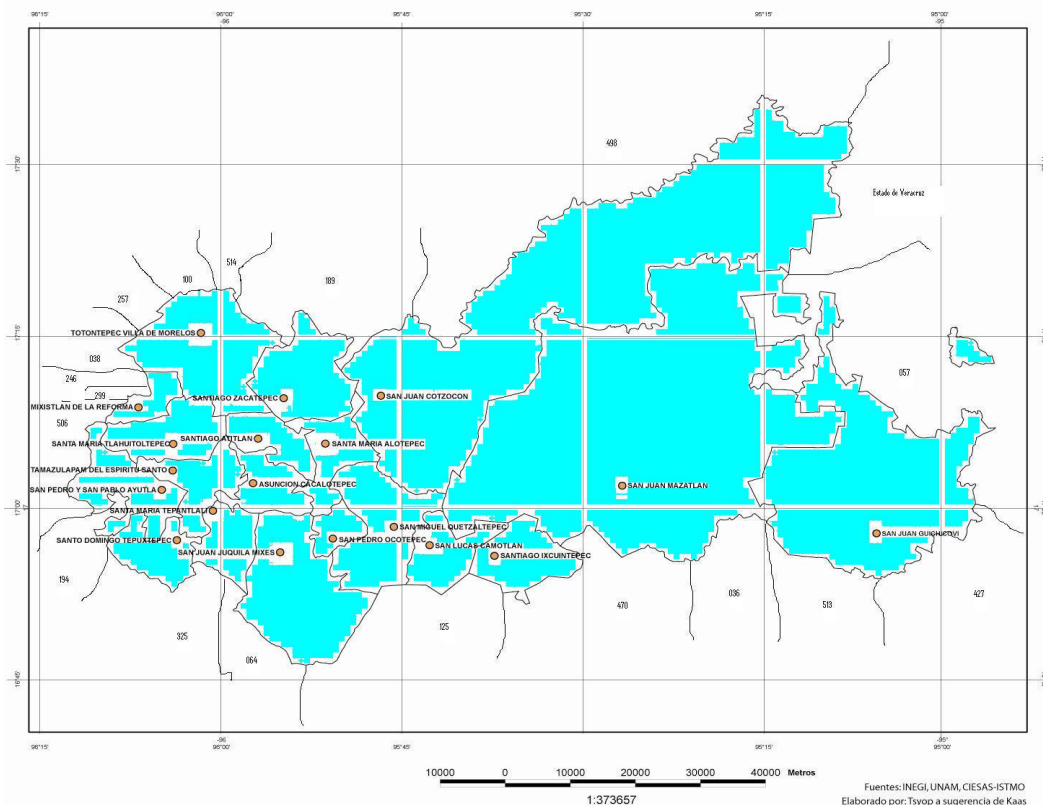 96°15' -96 95°45' 95°30' 95°15' 95°00'
95°00' -95
498
17°30'
Estado de Veracruz
514
100
189
257
TOTONTEPEC VILLA DE MORELOS
17°15'
038
057
246
299
SANTIAGO ZACATEPEC
SAN JUAN COTZOCON
MIXISTLAN DE LA REFORMA
506
SANTIAGO ATITLAN
SANTA MARIA TLAHUITOLTEPEC
SANTA MARIA ALOTEPEC
TAMAZULAPAM DEL ESPIRITU SANTO
ASUNCION CACALOTEPEC
SAN JUAN MAZATLAN
SAN PEDRO Y SAN PABLO AYUTLA
17°00'
SANTA MARIA TEPANTLALI
SAN MIGUEL QUETZALTEPEC
SAN JUAN GUICHICOVI
SANTO DOMINGO TEPUXTEPEC
SAN PEDRO OCOTEPEC
SAN LUCAS CAMOTLAN
SAN JUAN JUQUILA MIXES
SANTIAGO IXCUINTEPEC
194
036
427
470
513
125
325
064
16°45'
96°15' -96 95°45' 95°15' -95
95°00' 95°00'
10000 0 10000 20000 30000 40000 Metros
1:373657
Fuentes: INEGI, UNAM, CIESAS-ISTMO
Elaborado por: Tsyop a sugerencia de Kaas